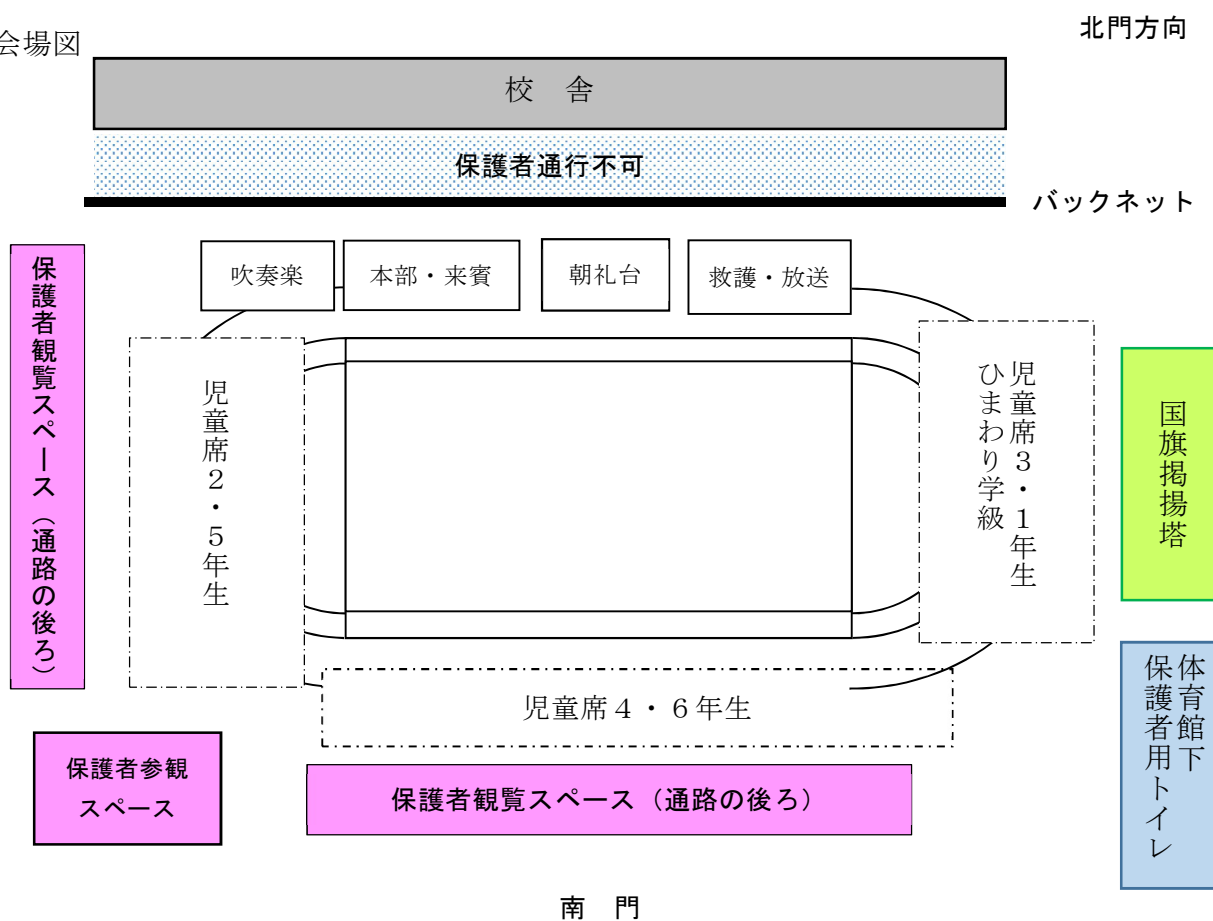 北門方向
会場図
校　舎
保護者通行不可
バックネット
吹奏楽
本部・来賓
朝礼台
救護・放送
保護者観覧スペース（通路の後ろ）
児童席２・５年生
児童席３・１年生
ひまわり学級
国旗掲揚塔
体育館下
保護者用トイレ
児童席４・６年生
保護者参観
スペース
保護者観覧スペース（通路の後ろ）
南　門